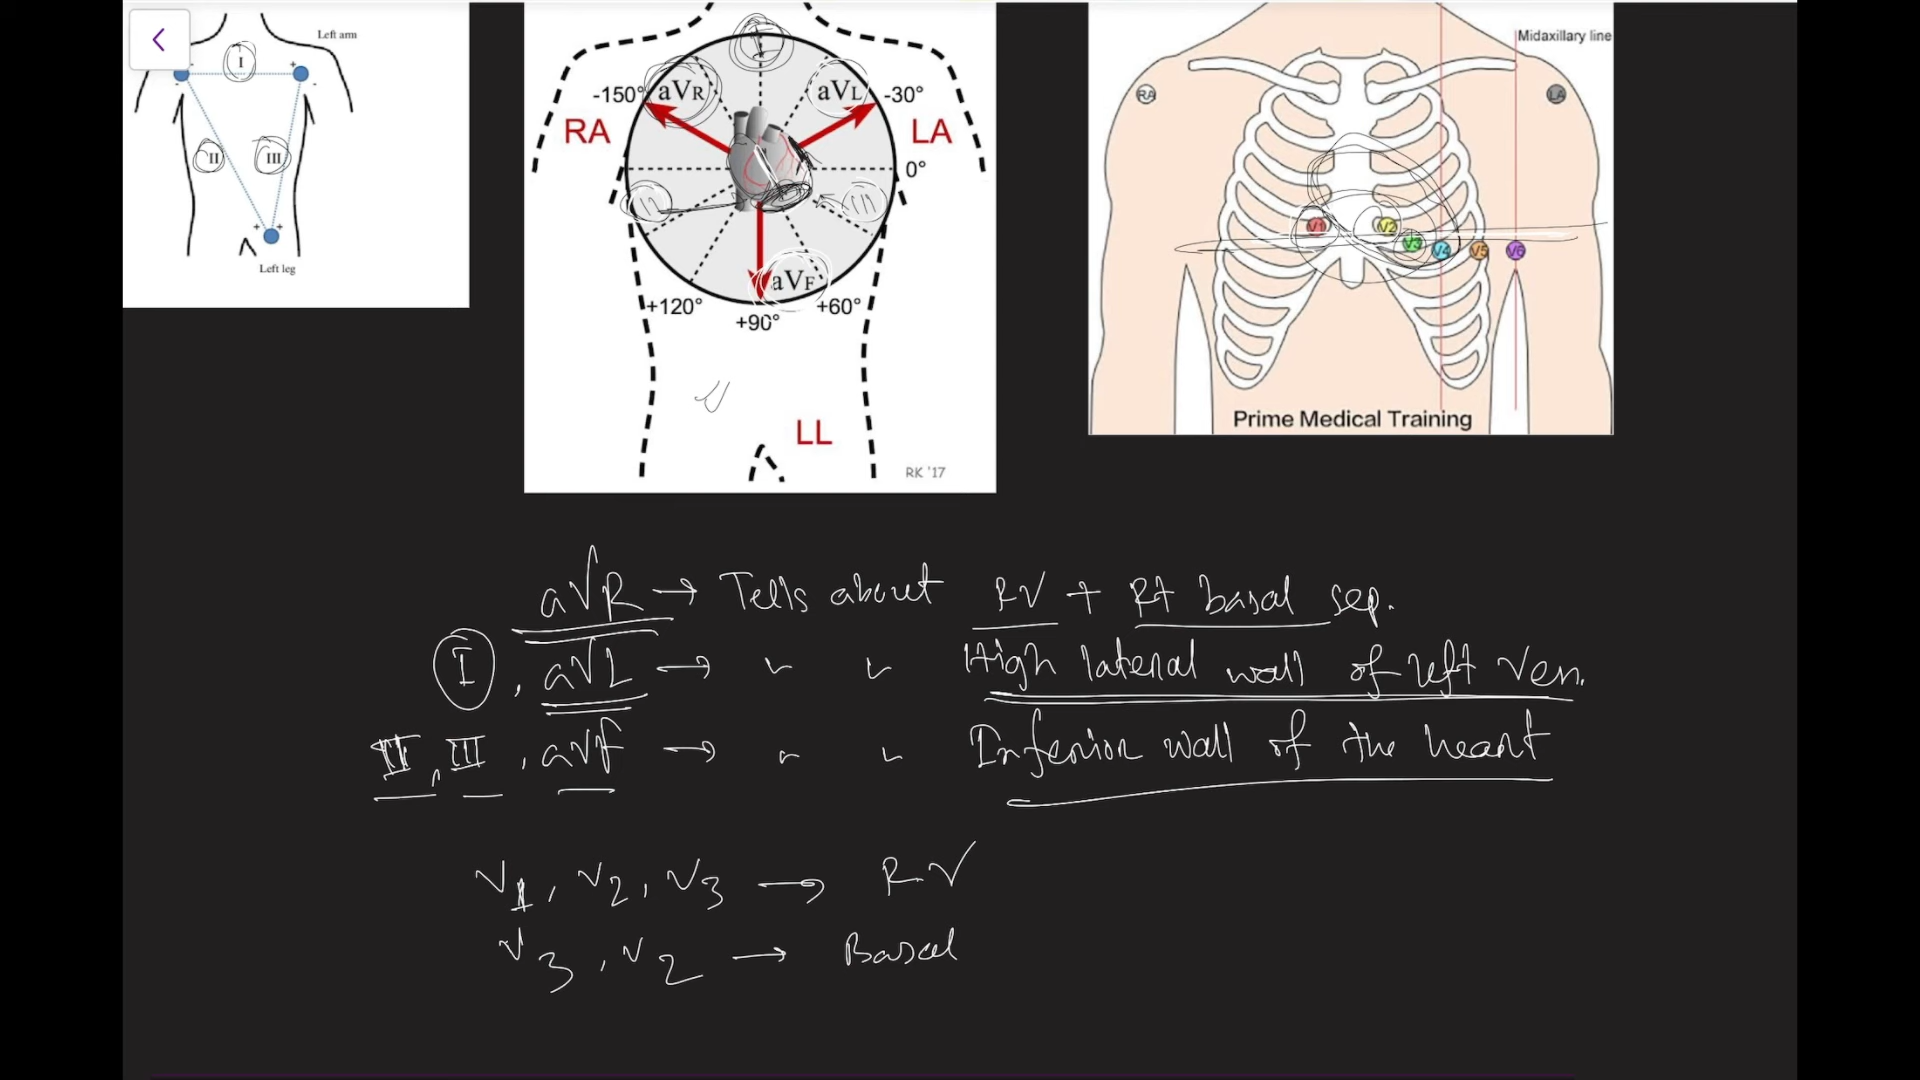 Left arm
I
- +
- -
II III
+ +
Left leg
I
aVR aVL
-150° -30°
RA LA
0°
II III
aVF
+120° +60°
+90°
LL
RK '17
Midaxillary line
RA LA
V1 V2 V3 V4 V5 V6
Prime Medical Training
aVR → Tells about RV + Rt basal sep.
I, aVL → " " High lateral wall of left Ven.
II, III, aVF → " " Inferior wall of the heart
V1, V2, V3 → RV
V3, V2 → Basal